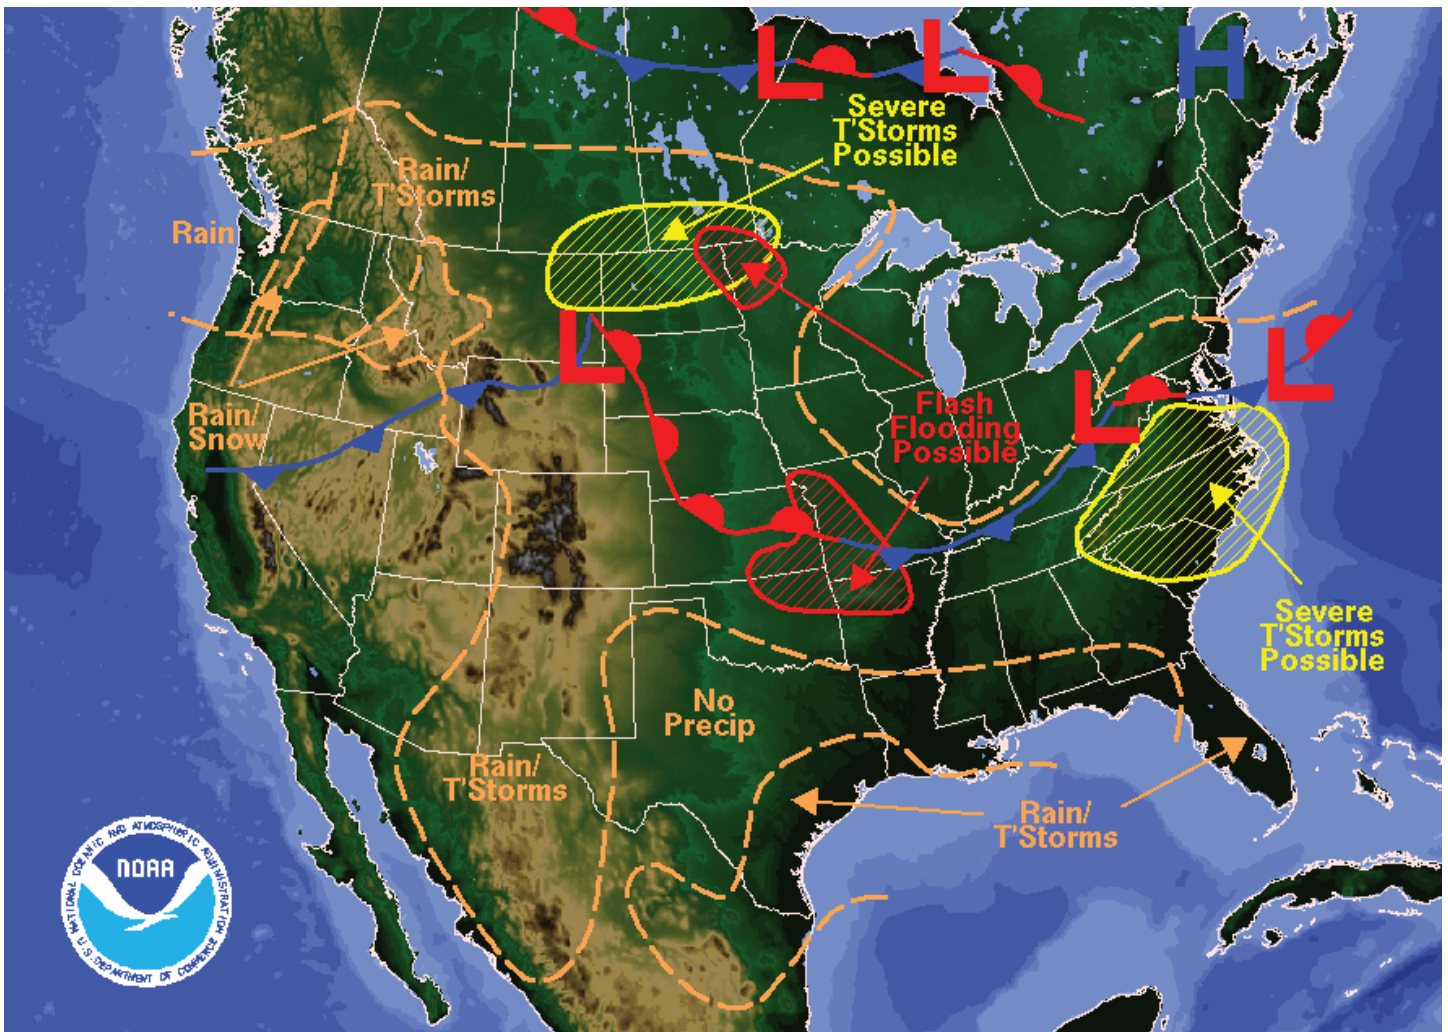 L
L
H
Severe
T'Storms
Possible
Rain/
T'Storms
Rain
L
L
L
Rain/
Snow
Flash
Flooding
Possible
Severe
T'Storms
Possible
No
Precip
Rain/
T'Storms
Rain/
T'Storms
NATIONAL OCEANIC AND ATMOSPHERIC ADMINISTRATION
NOAA
U.S. DEPARTMENT OF COMMERCE